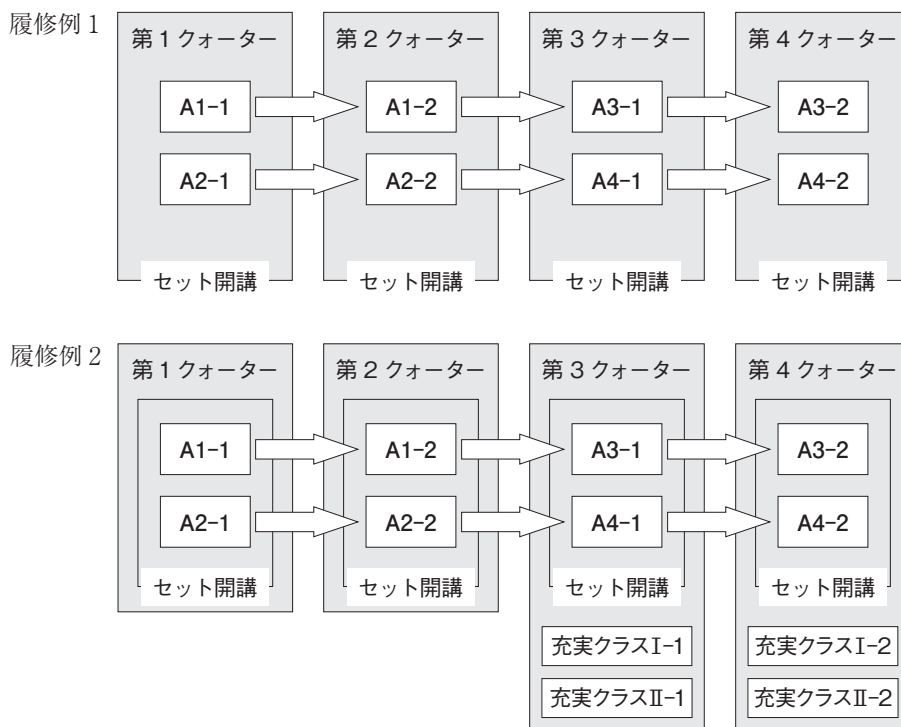 履修例 1
第 1 クォーター 第 2 クォーター 第 3 クォーター 第 4 クォーター
A1-1 A1-2 A3-1 A3-2
A2-1 A2-2 A4-1 A4-2
セット開講 セット開講 セット開講 セット開講
履修例 2
第 1 クォーター 第 2 クォーター 第 3 クォーター 第 4 クォーター
A1-1 A1-2 A3-1 A3-2
A2-1 A2-2 A4-1 A4-2
セット開講 セット開講 セット開講 セット開講
充実クラスⅠ-1 充実クラスⅠ-2
充実クラスⅡ-1 充実クラスⅡ-2